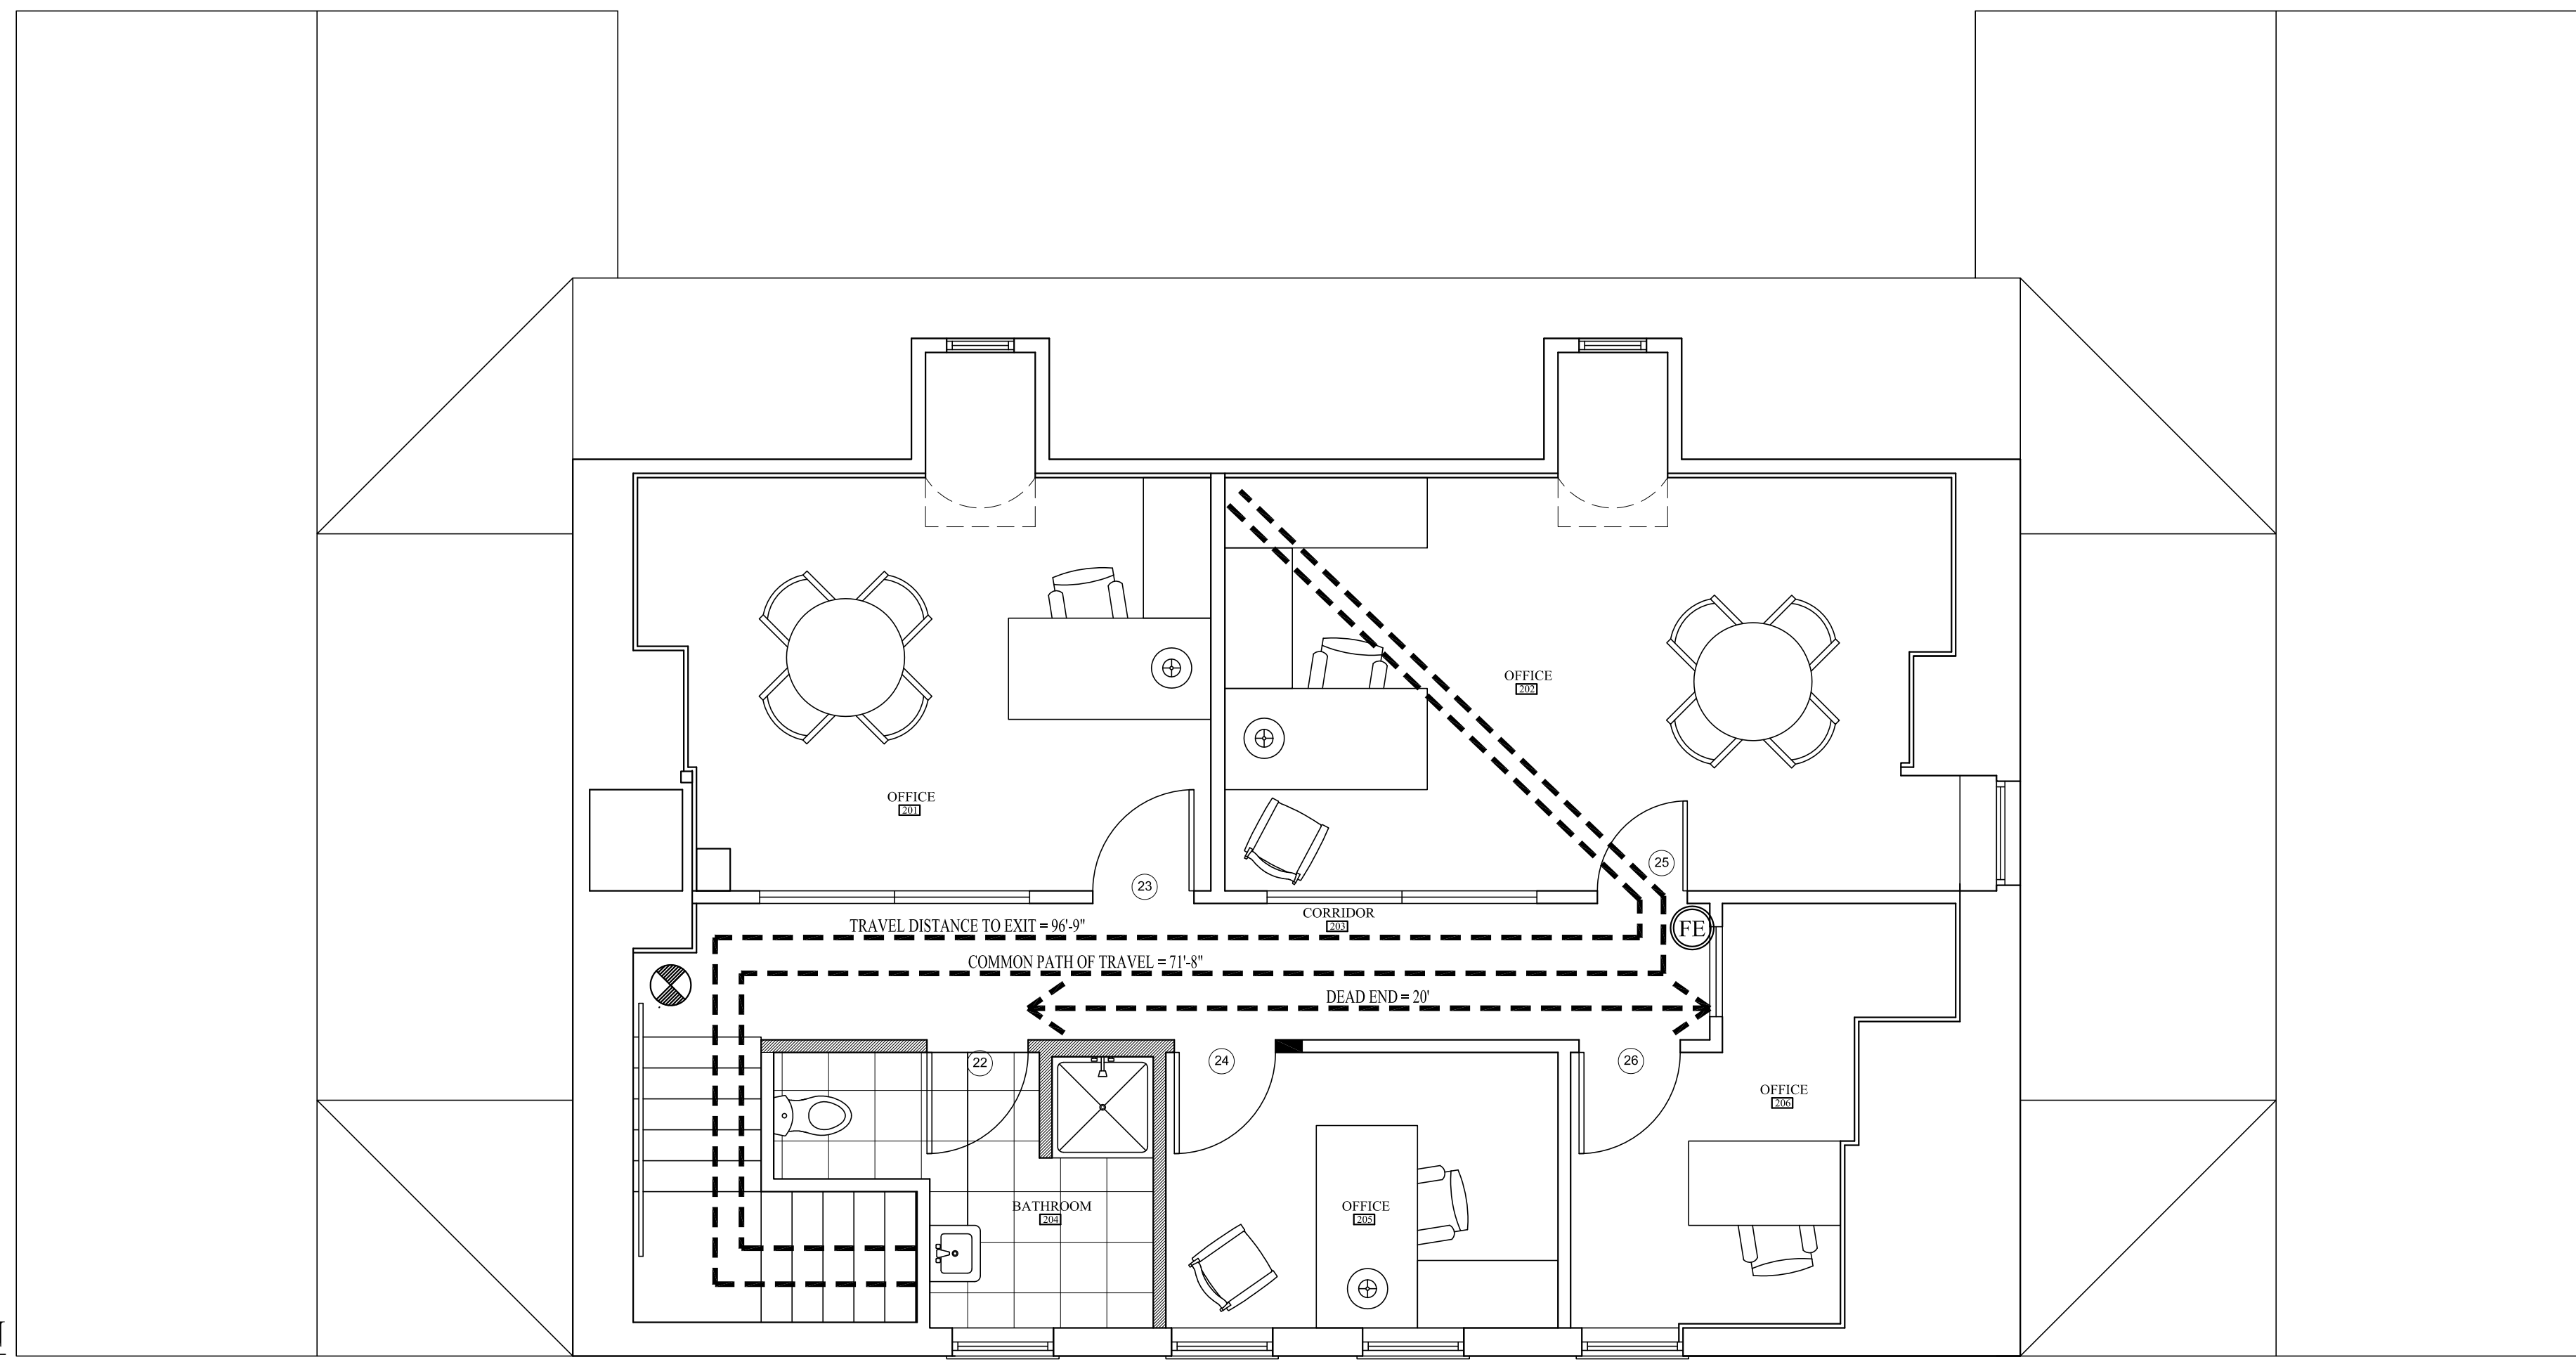 OFFICE
202
OFFICE
201
25
23
CORRIDOR
203
TRAVEL DISTANCE TO EXIT = 96'-9"
FE
COMMON PATH OF TRAVEL = 71'-8"
DEAD END = 20'
22
24
26
OFFICE
206
BATHROOM
204
OFFICE
205